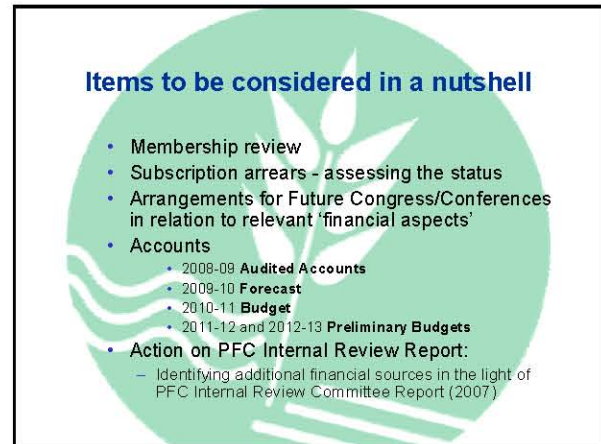 Items to be considered in a nutshell
• Membership review
• Subscription arrears - assessing the status
• Arrangements for Future Congress/Conferences
in relation to relevant ‘financial aspects’
• Accounts
• 2008-09 Audited Accounts
• 2009-10 Forecast
• 2010-11 Budget
• 2011-12 and 2012-13 Preliminary Budgets
• Action on PFC Internal Review Report:
– Identifying additional financial sources in the light of
PFC Internal Review Committee Report (2007)